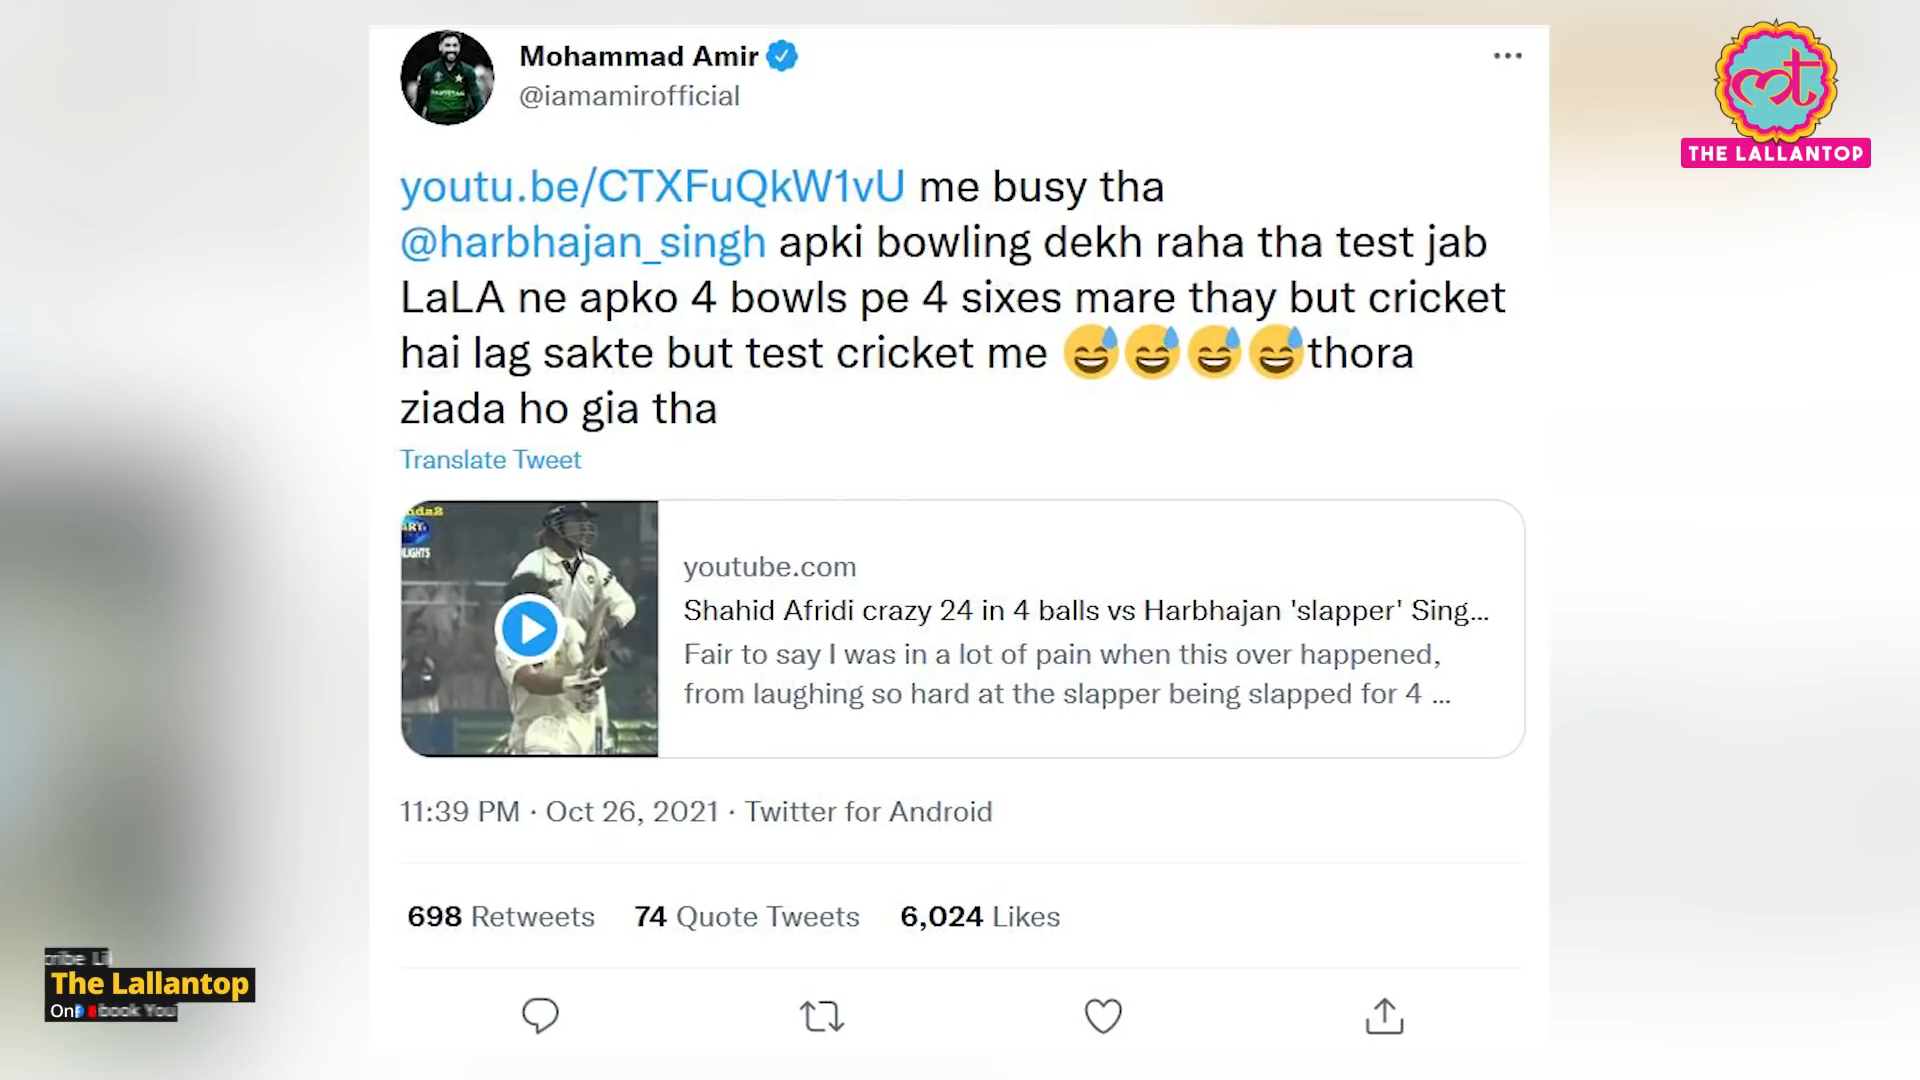 Mohammad Amir
@iamamirofficial
THE LALLANTOP
youtu.be/CTXFuQkW1vU me busy tha
@harbhajan_singh apki bowling dekh raha tha test jab
LaLA ne apko 4 bowls pe 4 sixes mare thay but cricket
hai lag sakte but test cricket me 😅😅😅😅thora
ziada ho gia tha
Translate Tweet
youtube.com
Shahid Afridi crazy 24 in 4 balls vs Harbhajan 'slapper' Sing...
Fair to say I was in a lot of pain when this over happened,
from laughing so hard at the slapper being slapped for 4 ...
11:39 PM · Oct 26, 2021 · Twitter for Android
698 Retweets 74 Quote Tweets 6,024 Likes
The Lallantop
On